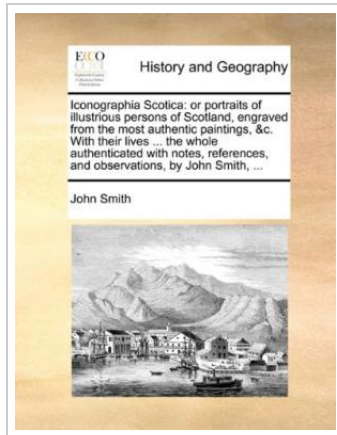 ECCO
History and Geography
Iconographia Scotica: or portraits of
illustrious persons of Scotland, engraved
from the most authentic paintings, &c.
With their lives ... the whole
authenticated with notes, references,
and observations, by John Smith, ...
John Smith